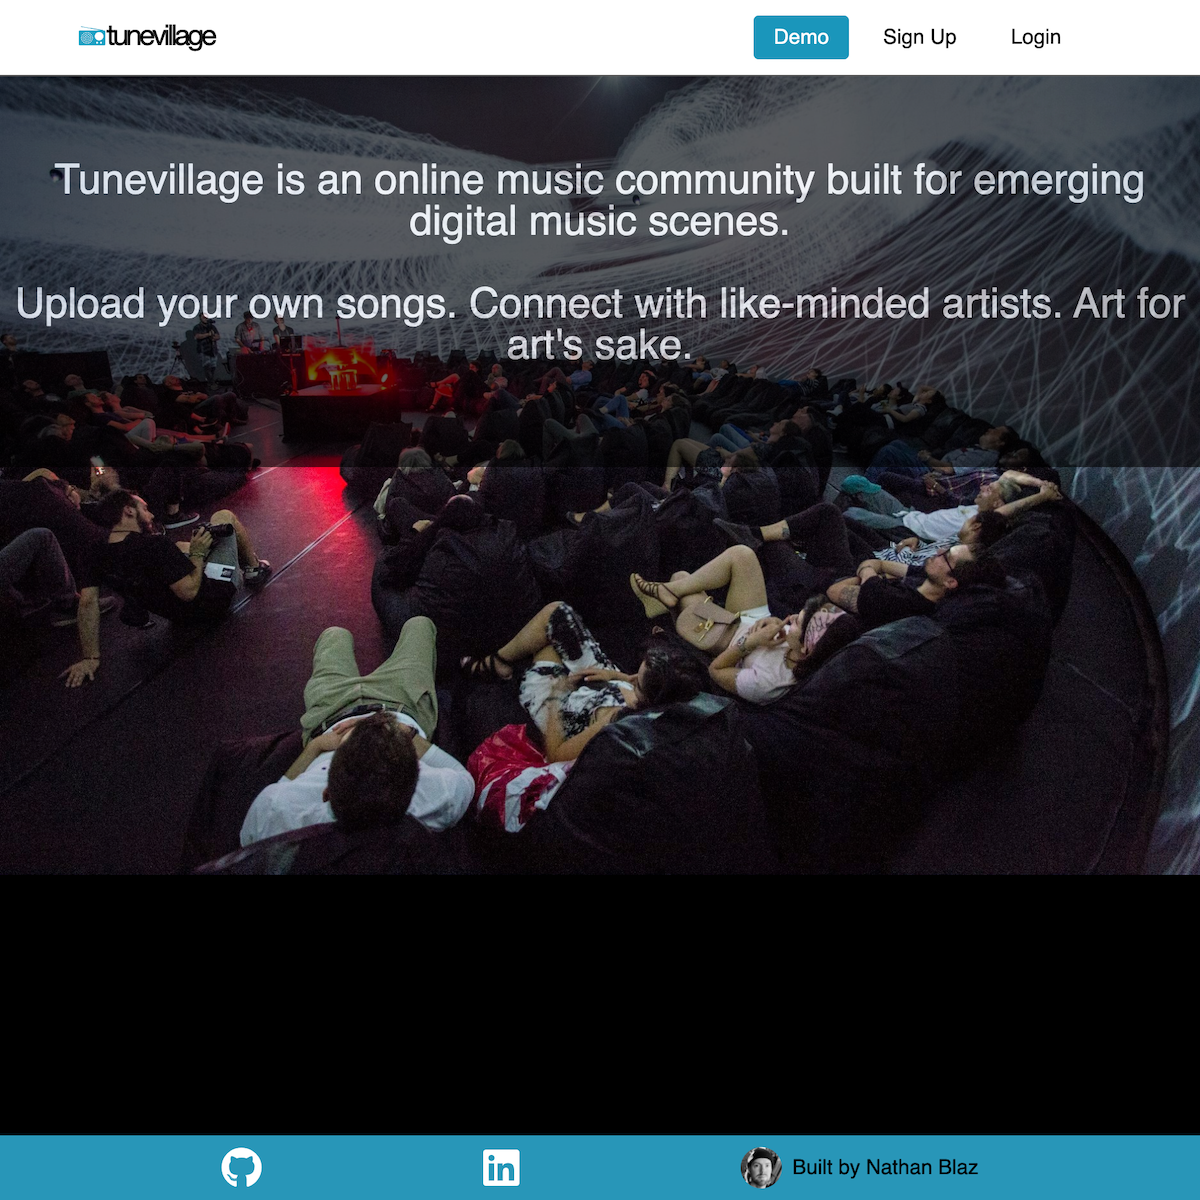 tunevillage
Demo
Sign Up
Login
Tunevillage is an online music community built for emerging
digital music scenes.
Upload your own songs. Connect with like-minded artists. Art for
art's sake.
in
Built by Nathan Blaz